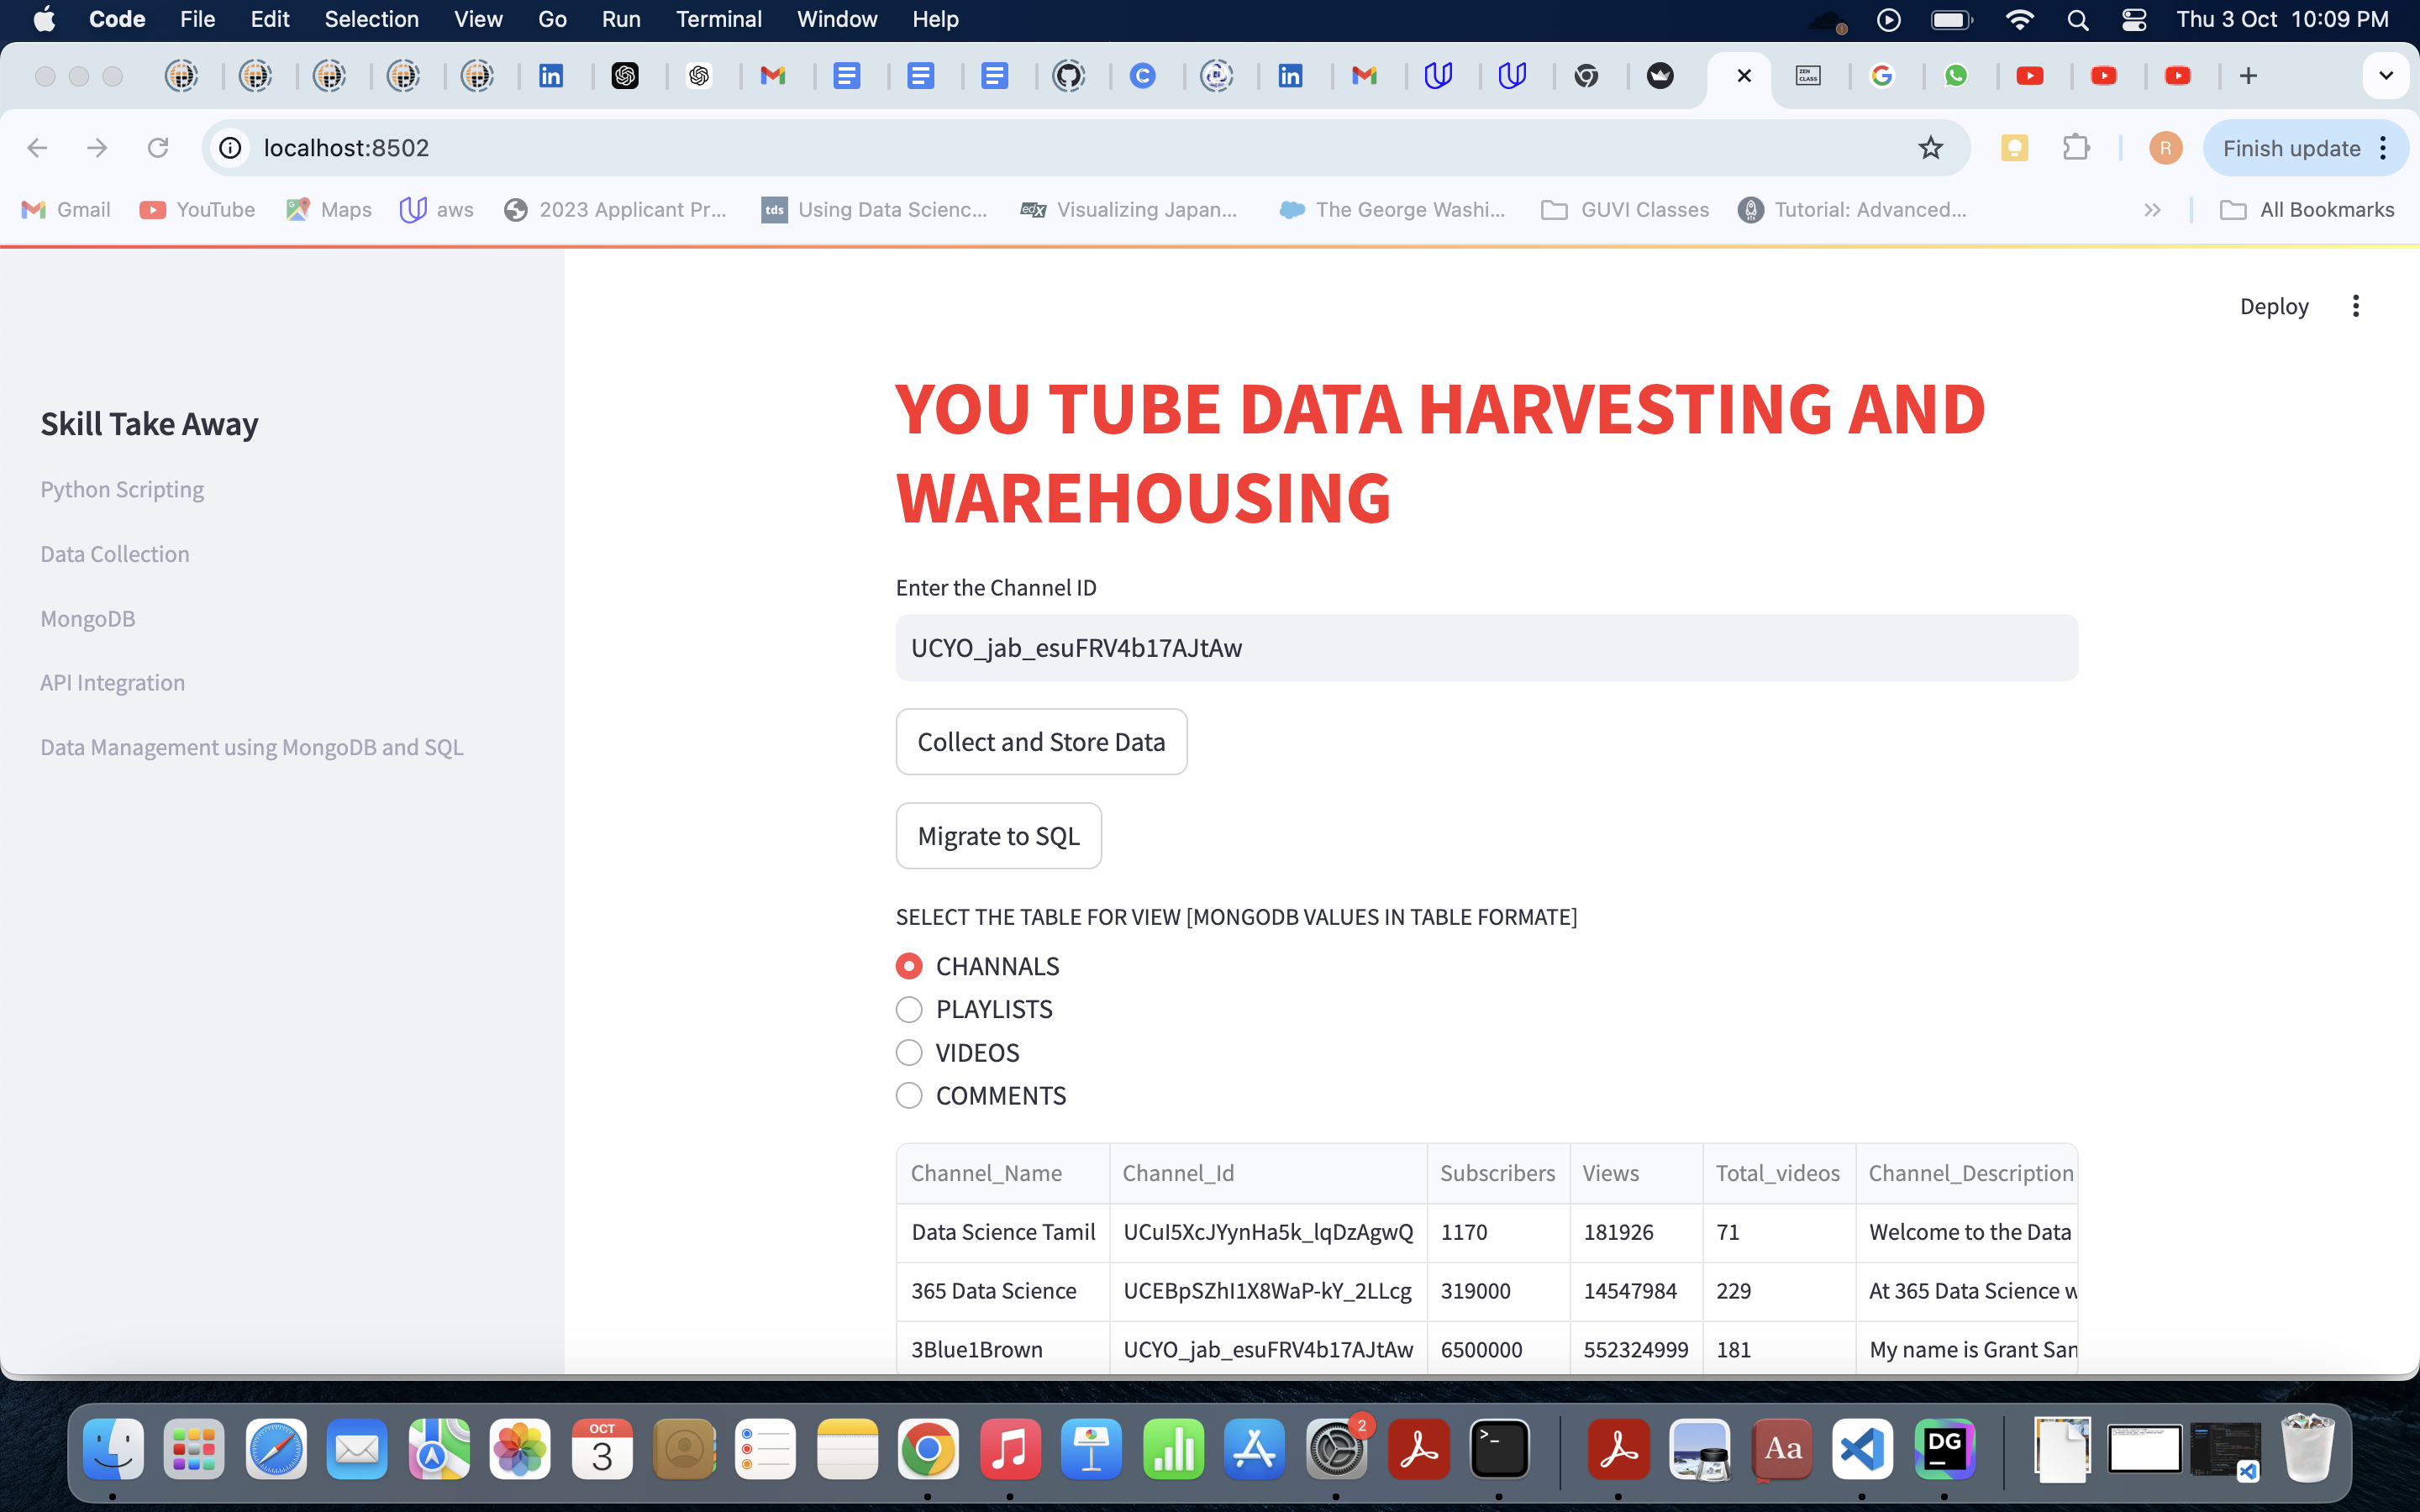 Code File Edit Selection View Go Run Terminal Window Help Thu 3 Oct 10:09 PM
ZEN CLASS
localhost:8502
R
Finish update
Gmail YouTube Maps aws 2023 Applicant Pr... tds Using Data Scienc... edX Visualizing Japan... The George Washi... GUVI Classes Tutorial: Advanced... All Bookmarks
Deploy
Skill Take Away
Python Scripting
Data Collection
MongoDB
API Integration
Data Management using MongoDB and SQL
YOU TUBE DATA HARVESTING AND
WAREHOUSING
Enter the Channel ID
UCYO_jab_esuFRV4b17AJtAw
Collect and Store Data
Migrate to SQL
SELECT THE TABLE FOR VIEW [MONGODB VALUES IN TABLE FORMATE]
CHANNALS
PLAYLISTS
VIDEOS
COMMENTS
Channel_Name Channel_Id Subscribers Views Total_videos Channel_Description
Data Science Tamil UCuI5XcJYynHa5k_lqDzAgwQ 1170 181926 71 Welcome to the Data
365 Data Science UCEBpSZhI1X8WaP-kY_2LLcg 319000 14547984 229 At 365 Data Science w
3Blue1Brown UCYO_jab_esuFRV4b17AJtAw 6500000 552324999 181 My name is Grant San
OCT
3
2
Aa
DG